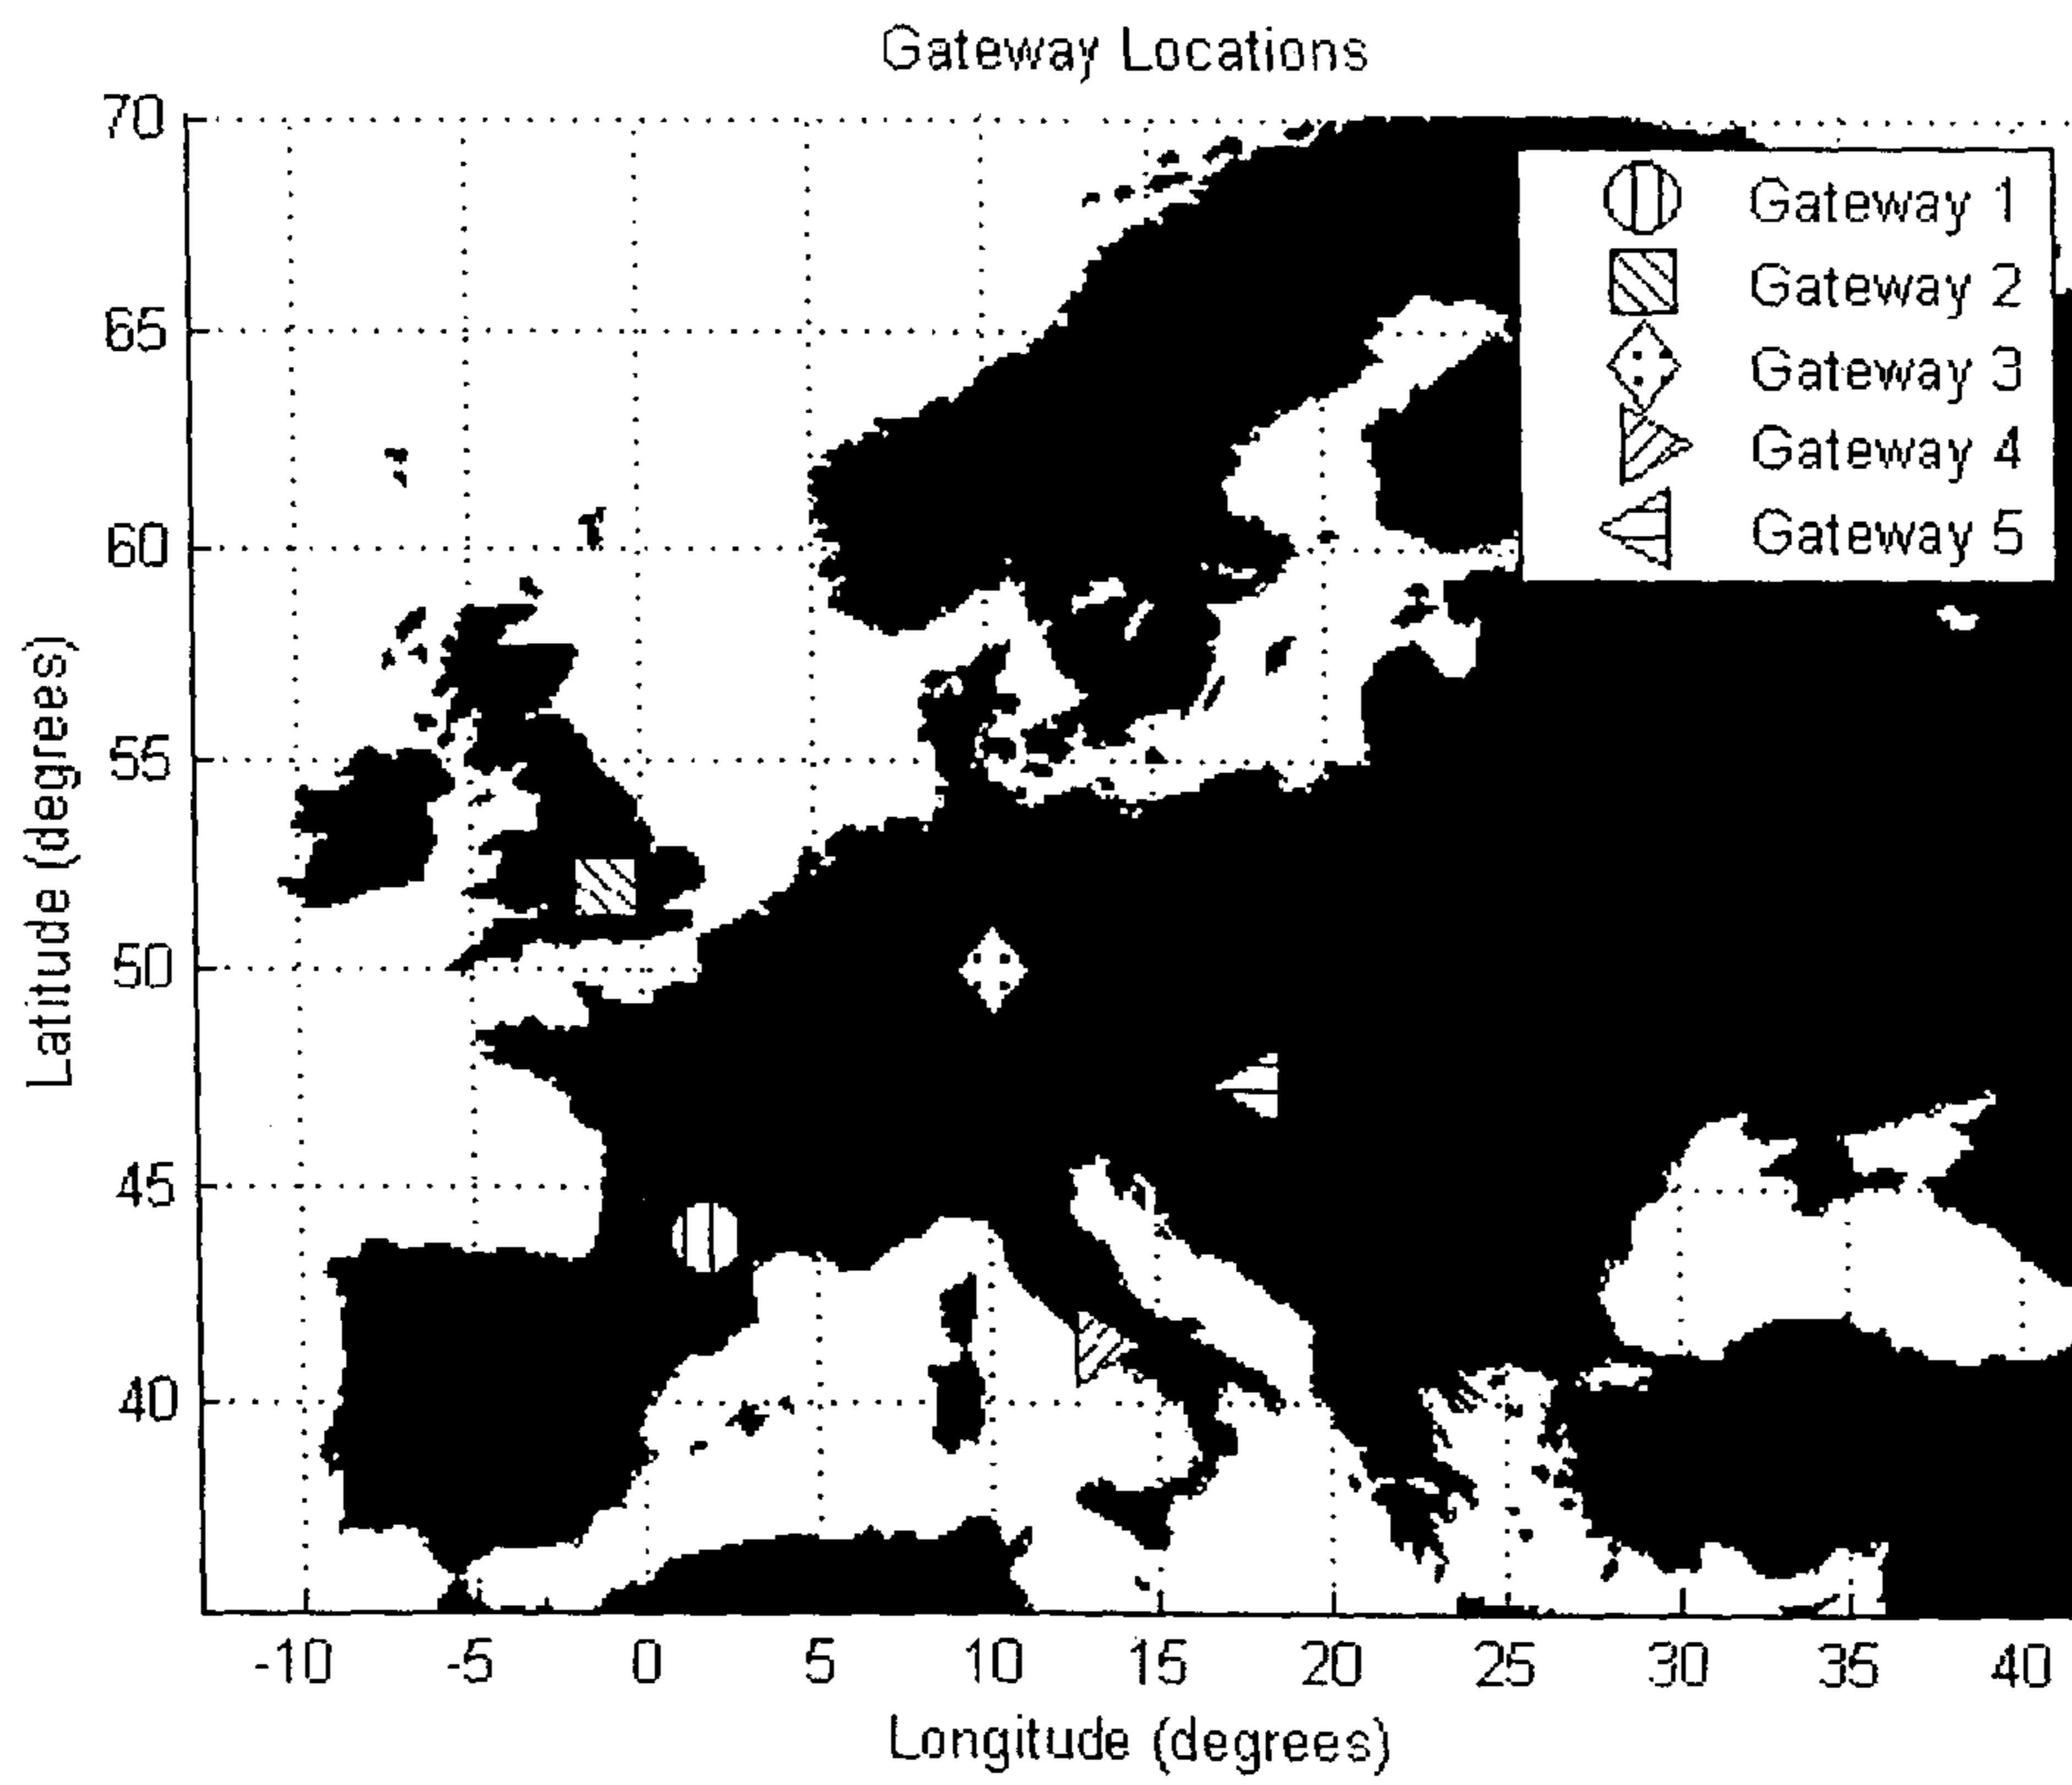 Gateway Locations
70
65
60
55
50
45
40
Latitude (degrees)
Gateway 1
Gateway 2
Gateway 3
Gateway 4
Gateway 5
-10 -5 0 5 10 15 20 25 30 35 40
Longitude (degrees)